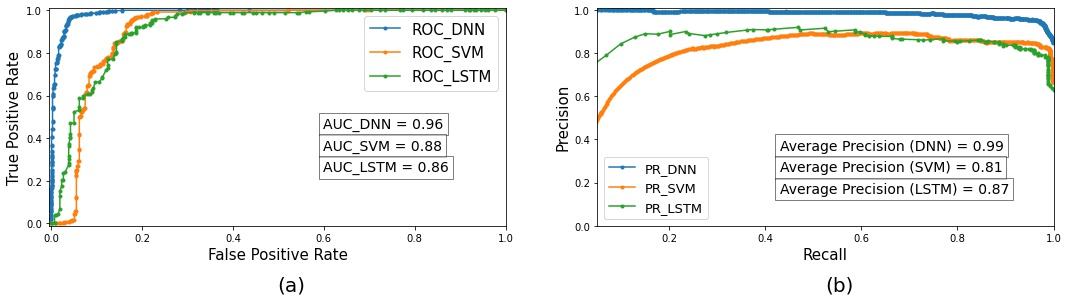 1.0
0.8
0.6
0.4
0.2
0.0
True Positive Rate
ROC_DNN
ROC_SVM
ROC_LSTM
AUC_DNN = 0.96
AUC_SVM = 0.88
AUC_LSTM = 0.86
0.0 0.2 0.4 0.6 0.8 1.0
False Positive Rate
(a)
1.0
0.8
0.6
0.4
0.2
0.0
Precision
Average Precision (DNN) = 0.99
Average Precision (SVM) = 0.81
Average Precision (LSTM) = 0.87
PR_DNN
PR_SVM
PR_LSTM
0.2 0.4 0.6 0.8 1.0
Recall
(b)